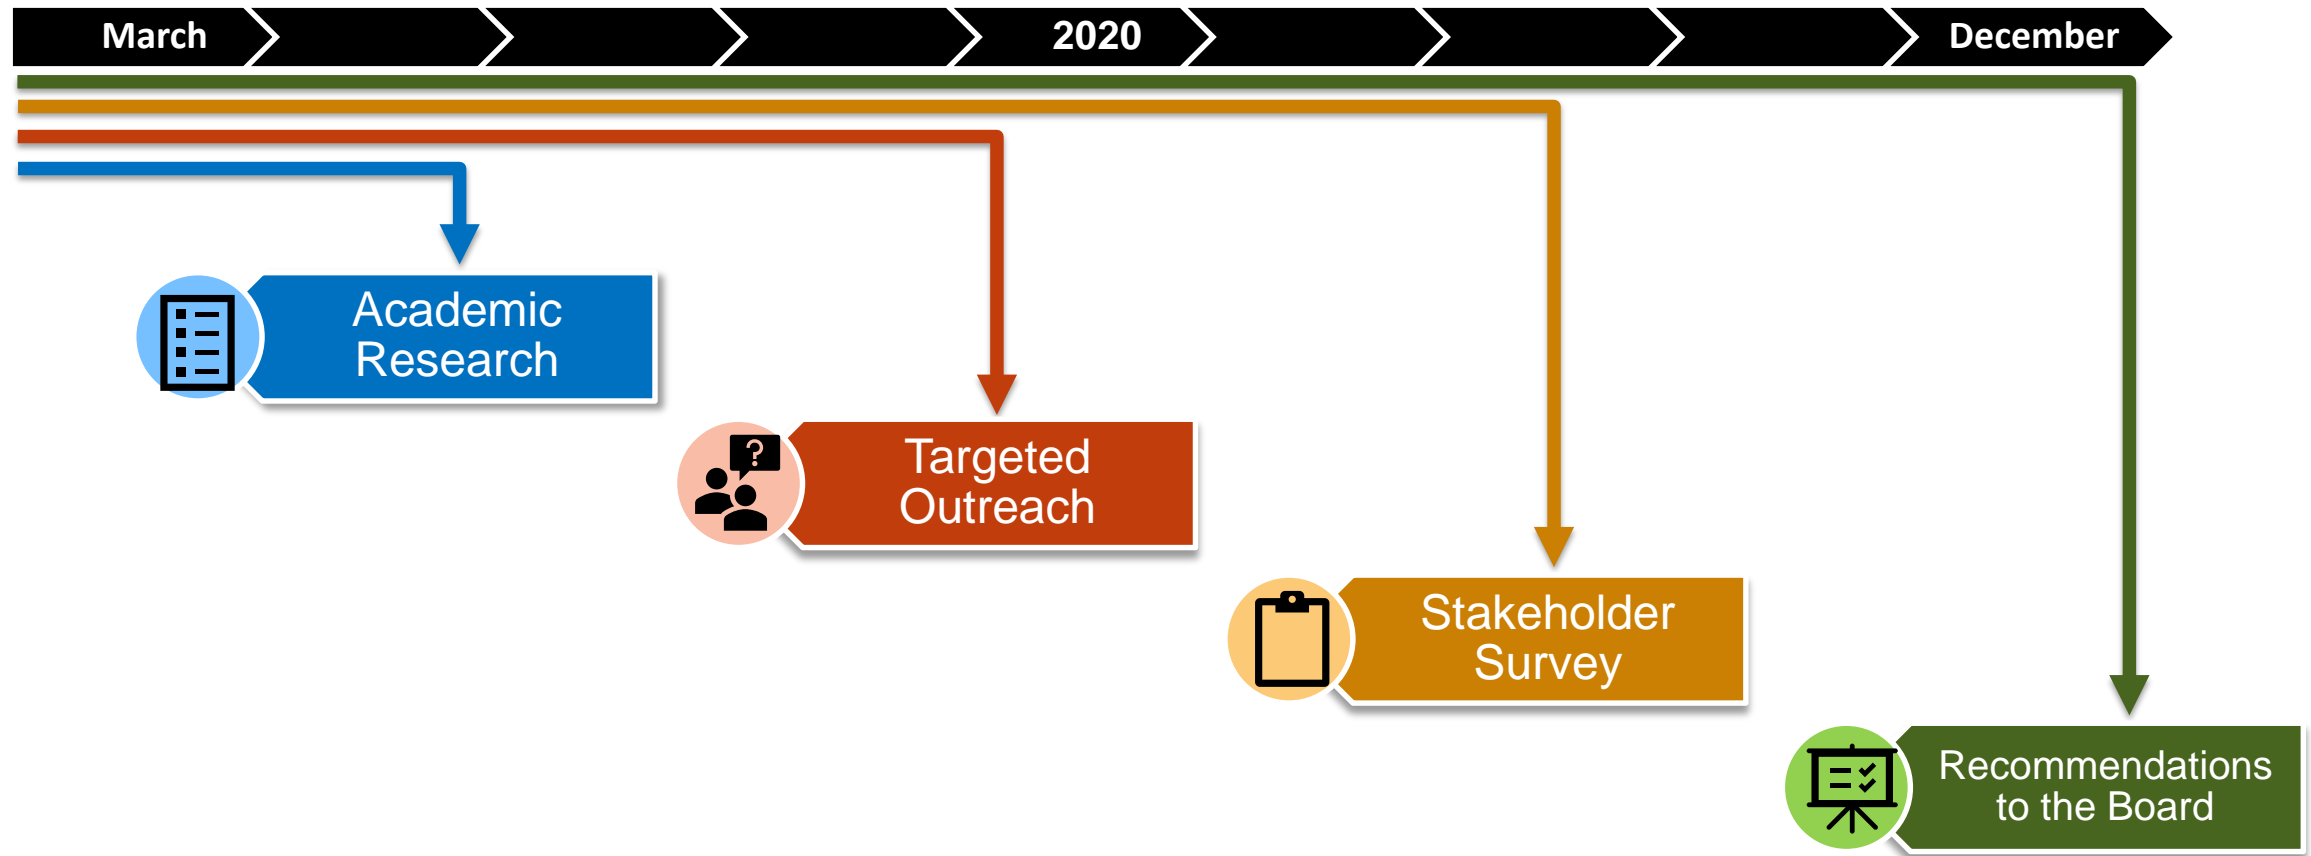 March
2020
December
Academic
Research
?
Targeted
Outreach
Stakeholder
Survey
Recommendations
to the Board